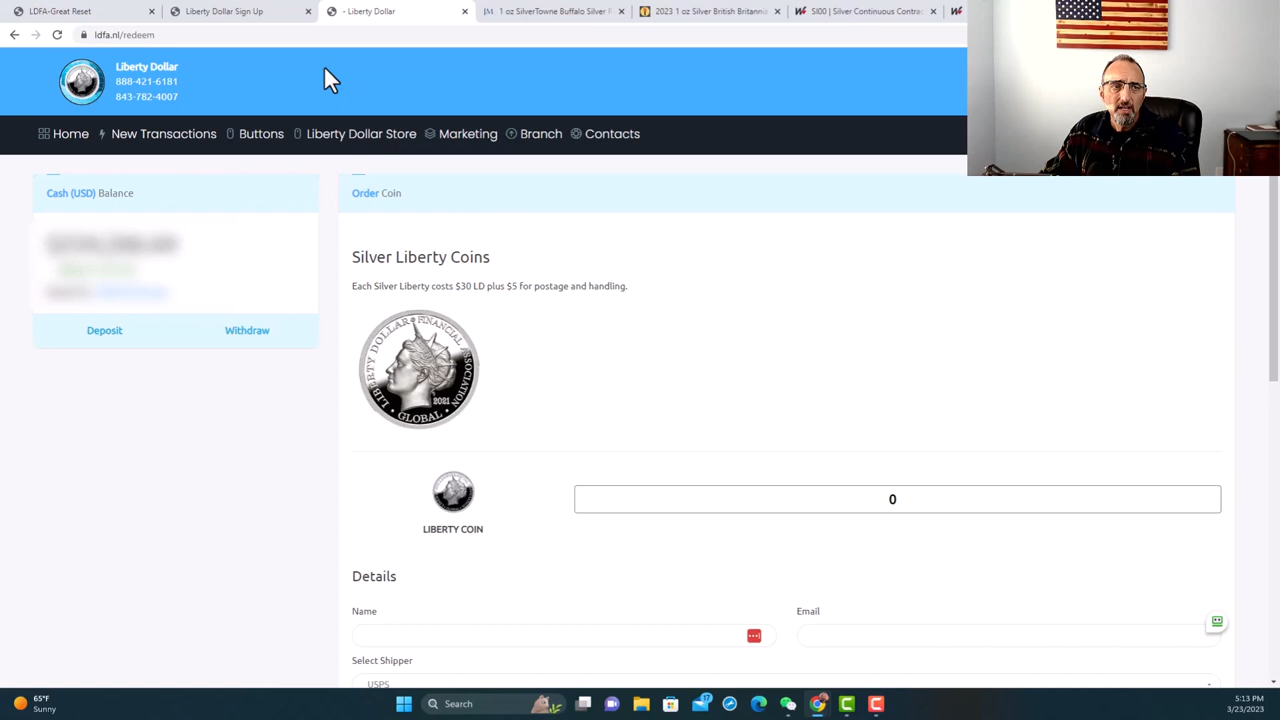 LDFA-Great Reset
Liberty Dollar Sign Up
- Liberty Dollar
1 oz SilverTowne Buffalo Silver R
2023 1 oz Silver British Britannia
SI00 | Silver Continuous Contrac
ldfa.nl/redeem
Liberty Dollar
888-421-6181
843-782-4007
Home New Transactions Buttons Liberty Dollar Store Marketing Branch Contacts
Cash (USD) Balance
Deposit Withdraw
Order Coin
Silver Liberty Coins
Each Silver Liberty costs $30 LD plus $5 for postage and handling.
LIBERTY DOLLAR FINANCIAL ASSOCIATION
2021
GLOBAL
0
LIBERTY COIN
Details
Name
Email
Select Shipper
USPS
65°F
Sunny
Search
17
5:13 PM
3/23/2023